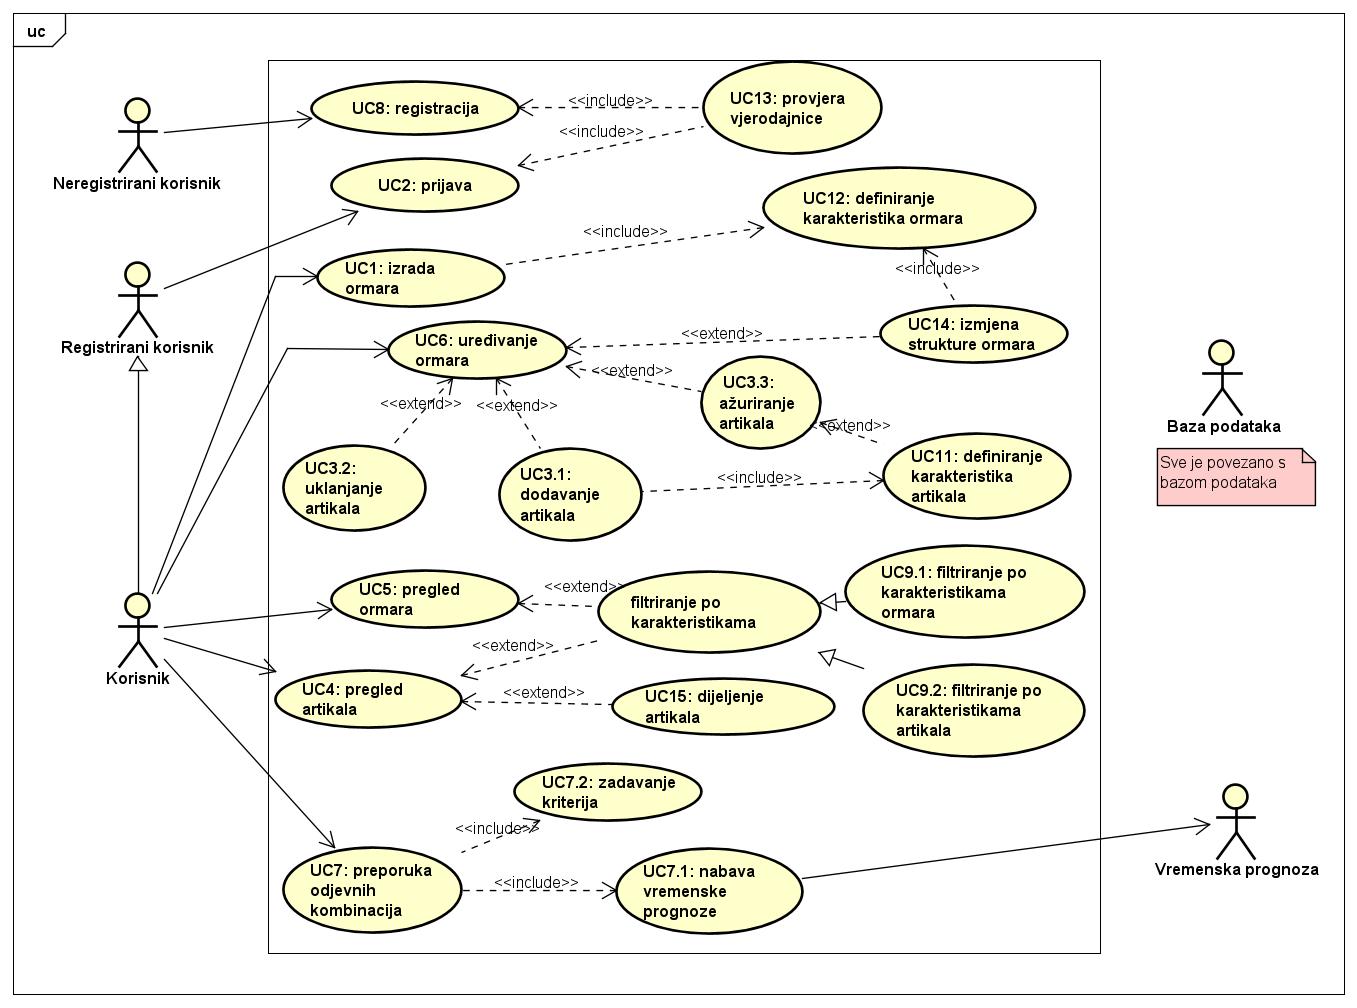 uc
UC8: registracija
<<include>>
UC13: provjera
vjerodajnice
<<include>>
Neregistrirani korisnik
UC2: prijava
UC12: definiranje
karakteristika ormara
<<include>>
UC1: izrada
ormara
<<include>>
Registrirani korisnik
UC6: uređivanje
ormara
<<extend>>
UC14: izmjena
strukture ormara
<<extend>>
UC3.3:
ažuriranje
artikala
<<extend>>
<<extend>>
<<extend>>
Baza podataka
Sve je povezano s
bazom podataka
UC3.2:
uklanjanje
artikala
UC3.1:
dodavanje
artikala
<<include>>
UC11: definiranje
karakteristika
artikala
UC5: pregled
ormara
<<extend>>
filtriranje po
karakteristikama
UC9.1: filtriranje po
karakteristikama
ormara
<<extend>>
Korisnik
UC4: pregled
artikala
<<extend>>
UC15: dijeljenje
artikala
UC9.2: filtriranje po
karakteristikama
artikala
UC7.2: zadavanje
kriterija
<<include>>
UC7: preporuka
odjevnih
kombinacija
<<include>>
UC7.1: nabava
vremenske
prognoze
Vremenska prognoza